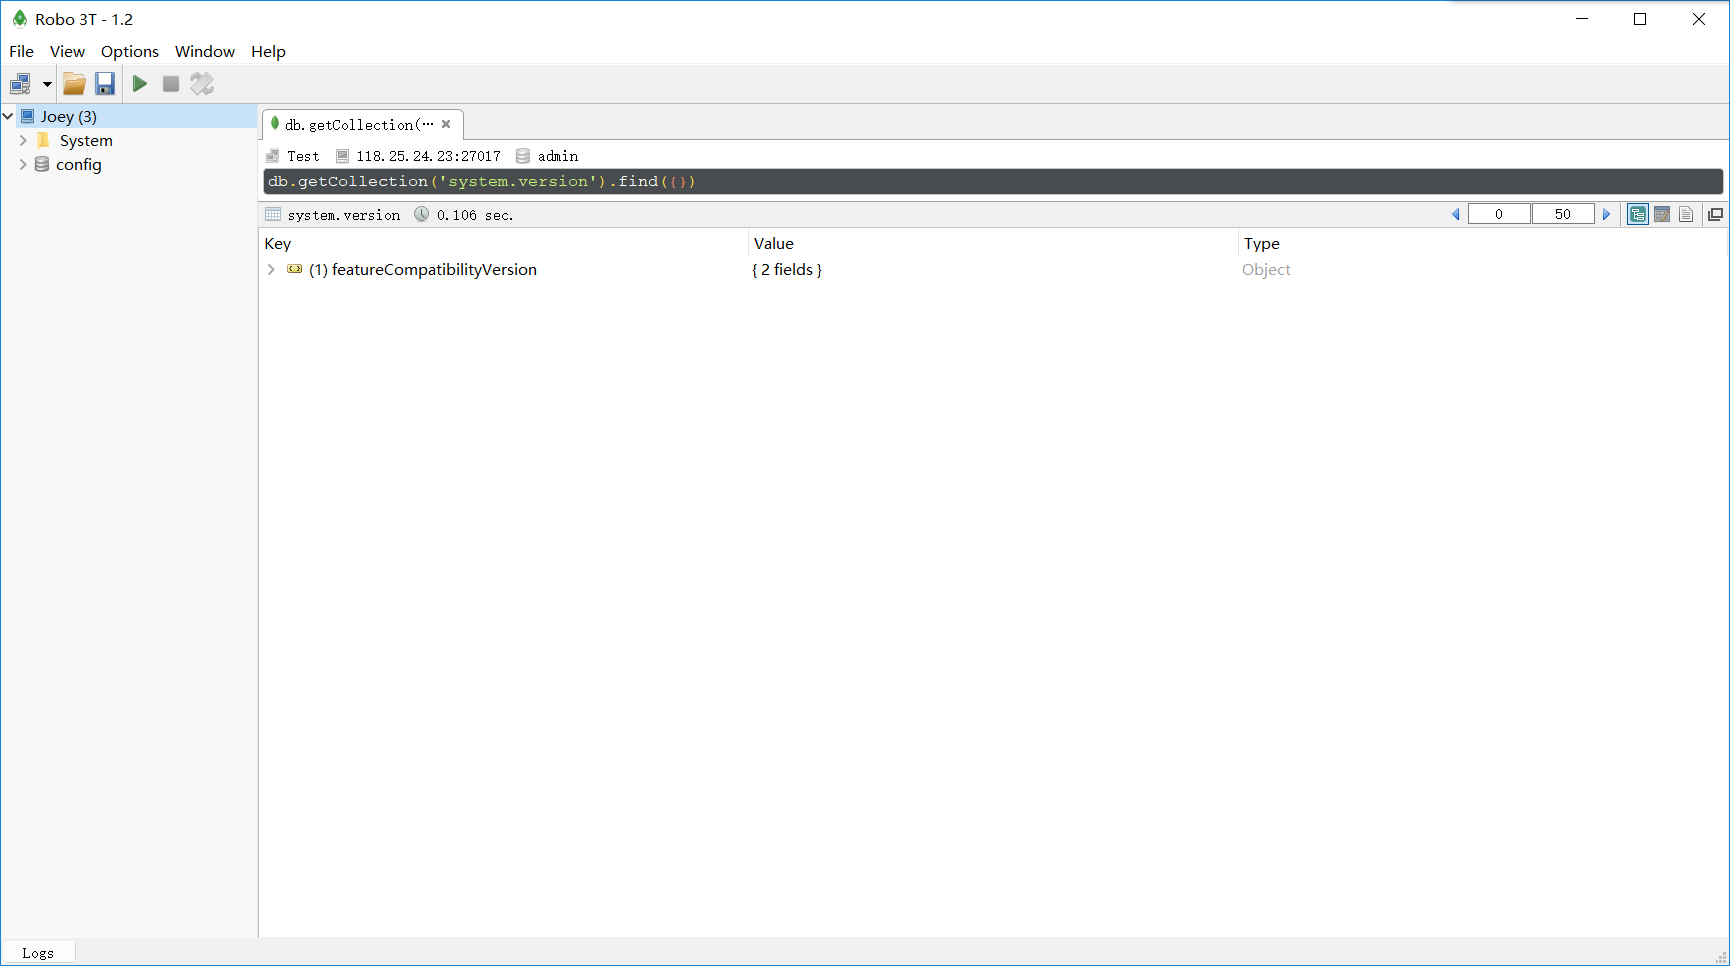 Robo 3T - 1.2
File View Options Window Help
Joey (3)
System
config
db.getCollection(⋯
Test 118.25.24.23:27017 admin
db.getCollection('system.version').find({})
system.version 0.106 sec. 0 50
Key Value Type
(1) featureCompatibilityVersion { 2 fields } Object
Logs